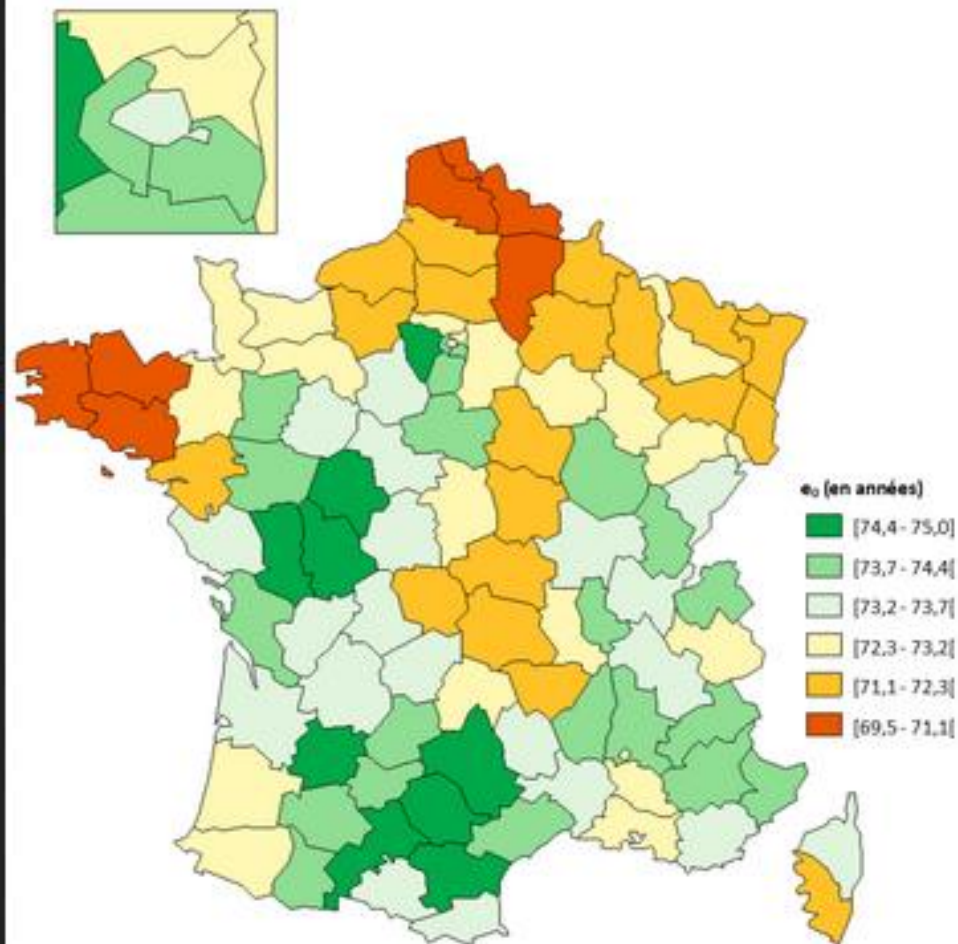 e₀ (en années)
[74,4 - 75,0]
[73,7 - 74,4[
[73,2 - 73,7[
[72,3 - 73,2[
[71,1 - 72,3[
[69,5 - 71,1[